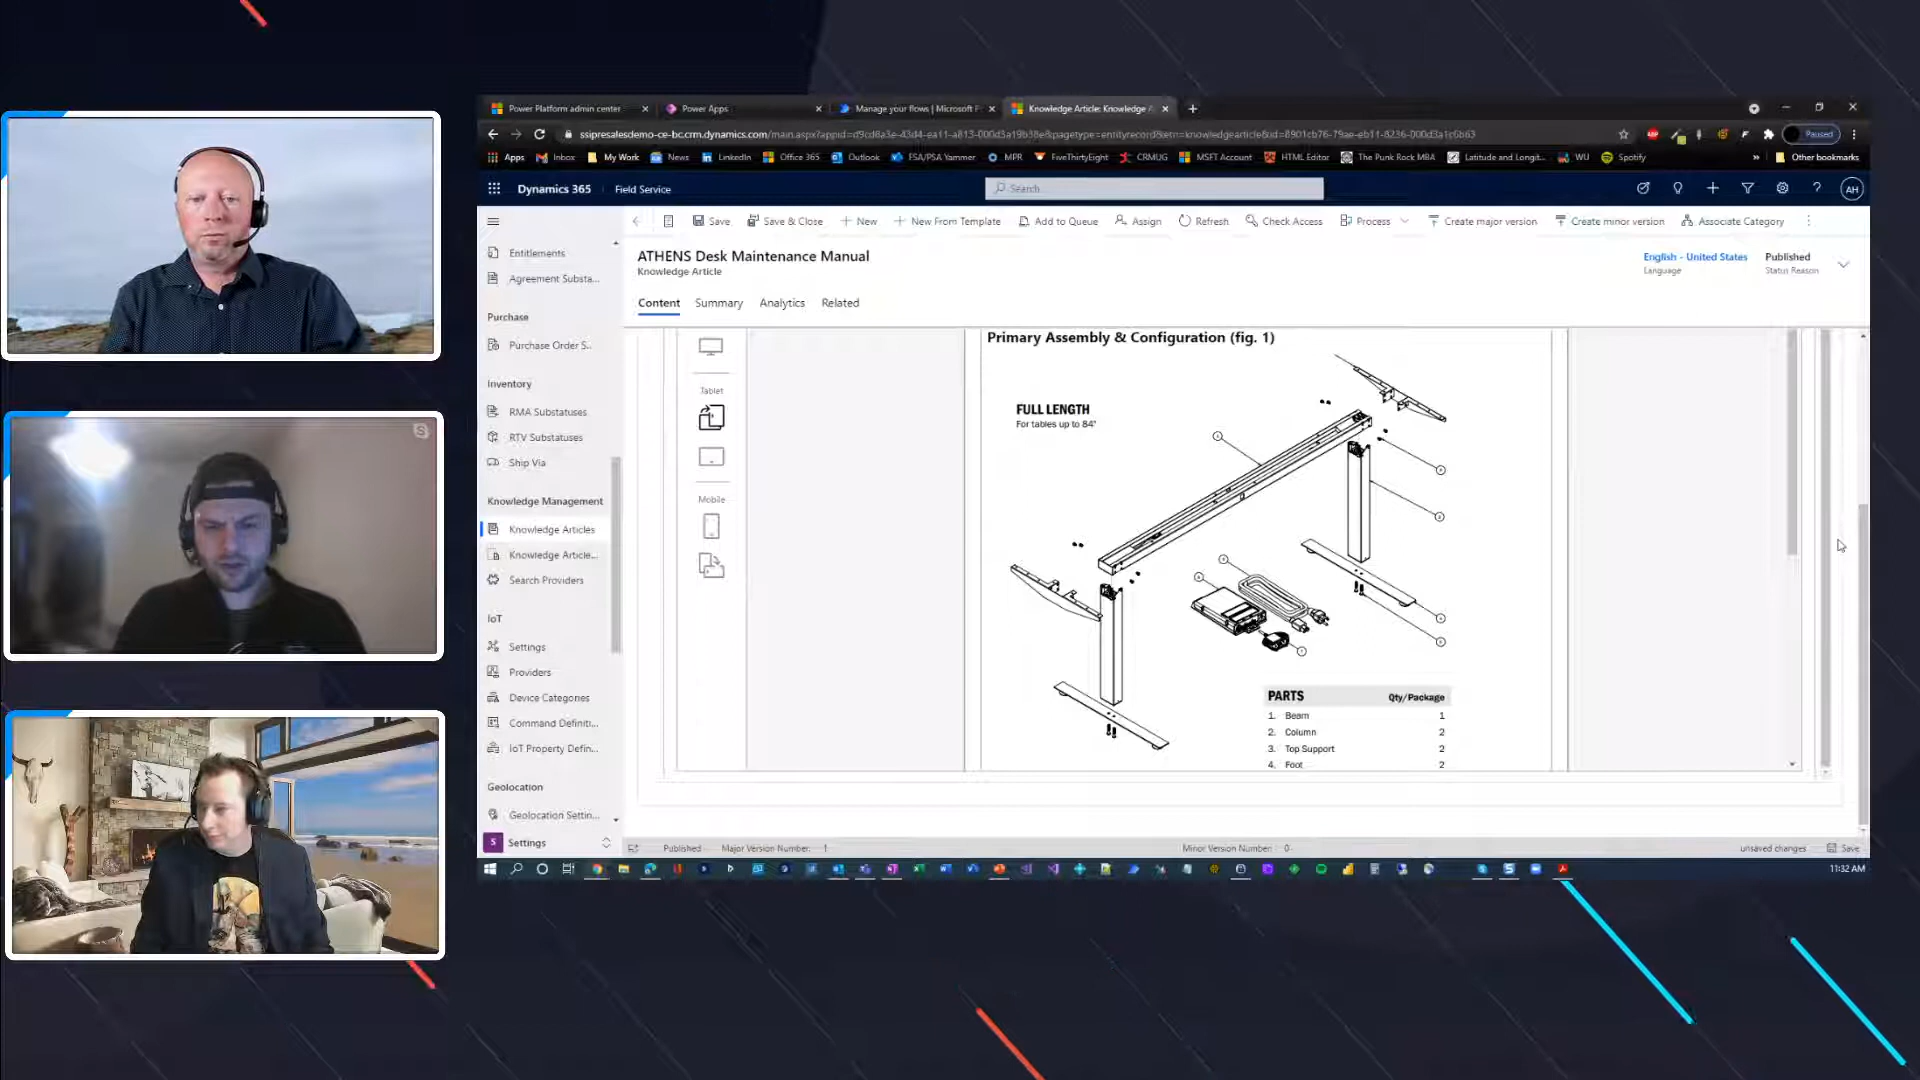 Power Platform admin center
Power Apps
Manage your flows | Microsoft F
Knowledge Article: Knowledge A
ssipresalesdemo-ce-bc.crm.dynamics.com
Paused
Apps
Inbox
My Work
News
LinkedIn
Office 365
Outlook
FSA/PSA Yammer
MPR
FiveThirtyEight
CRMUG
MSFT Account
HTML Editor
The Punk Rock MBA
Latitude and Longit...
WU
Spotify
Other bookmarks
Dynamics 365
Field Service
Search
AH
Save
Save & Close
New
New From Template
Add to Queue
Assign
Refresh
Check Access
Process
Create major version
Create minor version
Associate Category
Entitlements
Agreement Substa...
Purchase
Purchase Order S...
Inventory
RMA Substatuses
RTV Substatuses
Ship Via
Knowledge Management
Knowledge Articles
Knowledge Article...
Search Providers
IoT
Settings
Providers
Device Categories
Command Definiti...
IoT Property Defin...
Geolocation
Geolocation Settin...
S Settings
ATHENS Desk Maintenance Manual
Knowledge Article
English - United States
Language
Published
Status Reason
Content
Summary
Analytics
Related
Tablet
Mobile
Primary Assembly & Configuration (fig. 1)
FULL LENGTH
For tables up to 84"
PARTS Qty/Package
1. Beam 1
2. Column 2
3. Top Support 2
4. Foot 2
Published
Major Version Number: 1
Minor Version Number: 0
unsaved changes
Save
11:32 AM